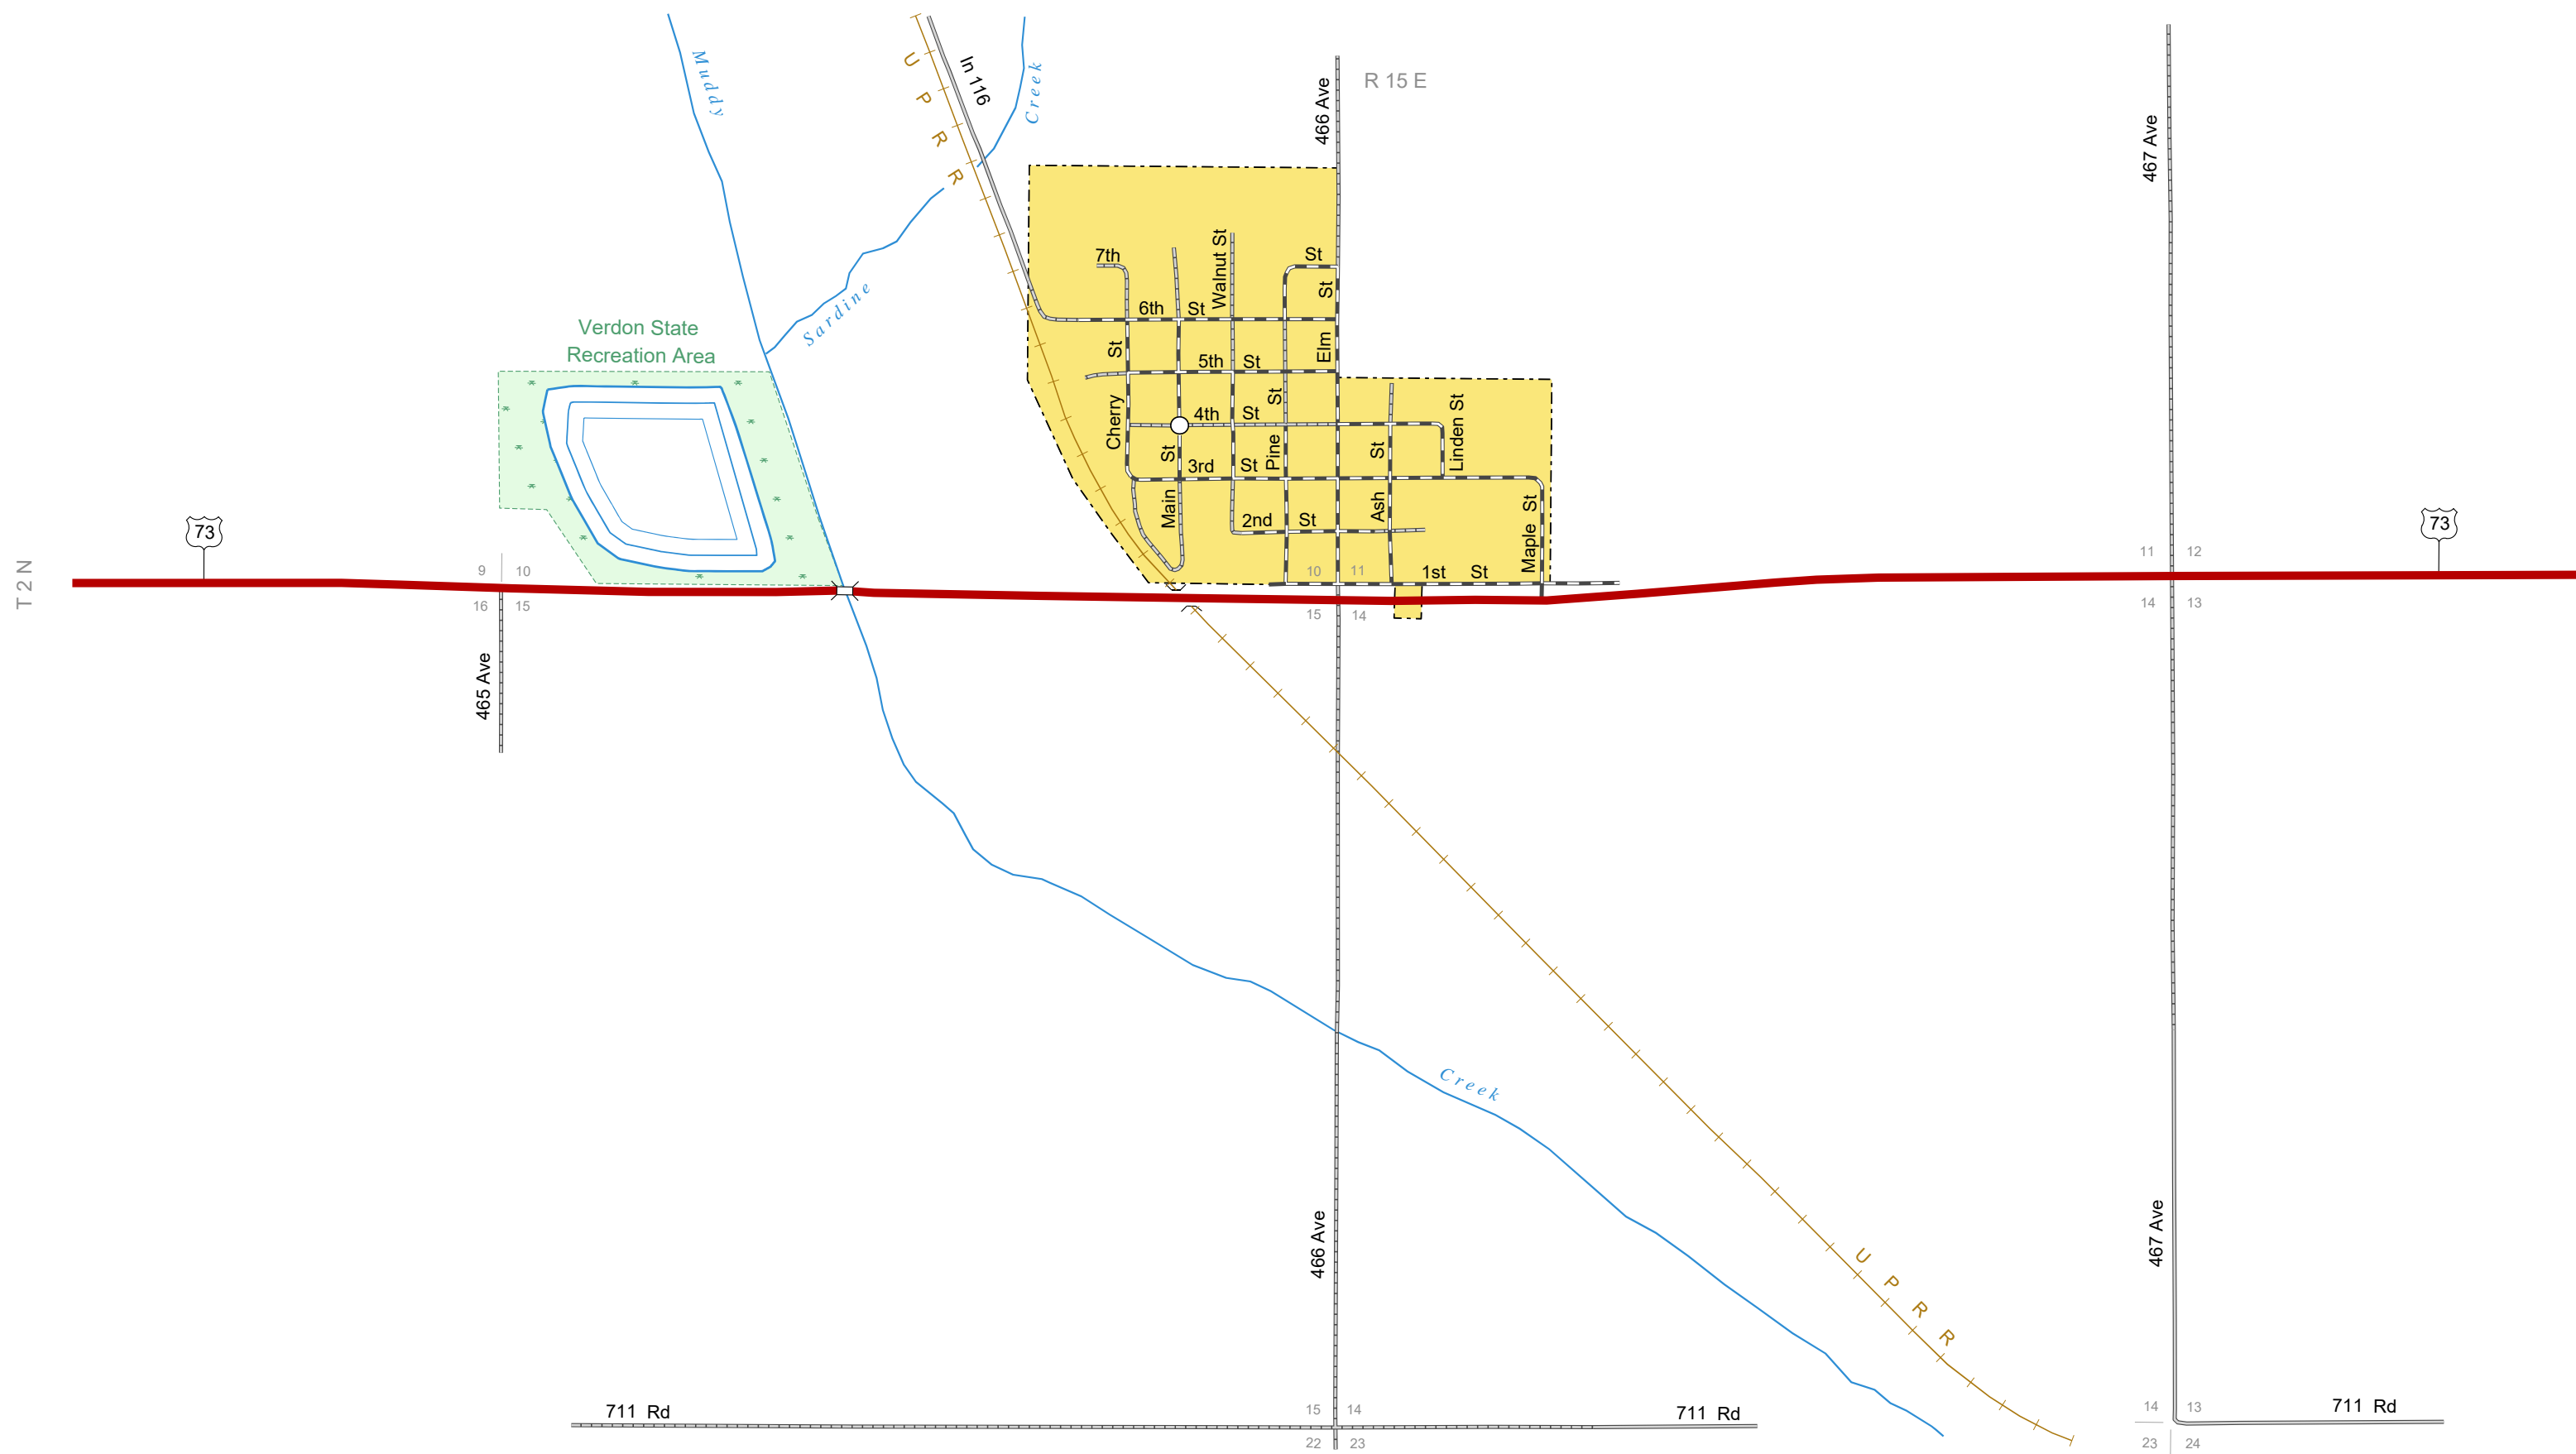 Muddy
U P R R
ln 116
Creek
466 Ave
R 15 E
467 Ave
Sardine
Verdon State
Recreation Area
7th St
Walnut St
6th St
Elm St
5th St
Cherry St
4th St
Pine St
Linden St
Main St
3rd St
Ash St
2nd St
Maple St
1st St
73
73
T 2 N
9 10
16 15
10 11
15 14
11 12
14 13
465 Ave
Creek
466 Ave
467 Ave
U P R R
711 Rd
711 Rd
711 Rd
15 14
22 23
14 13
23 24